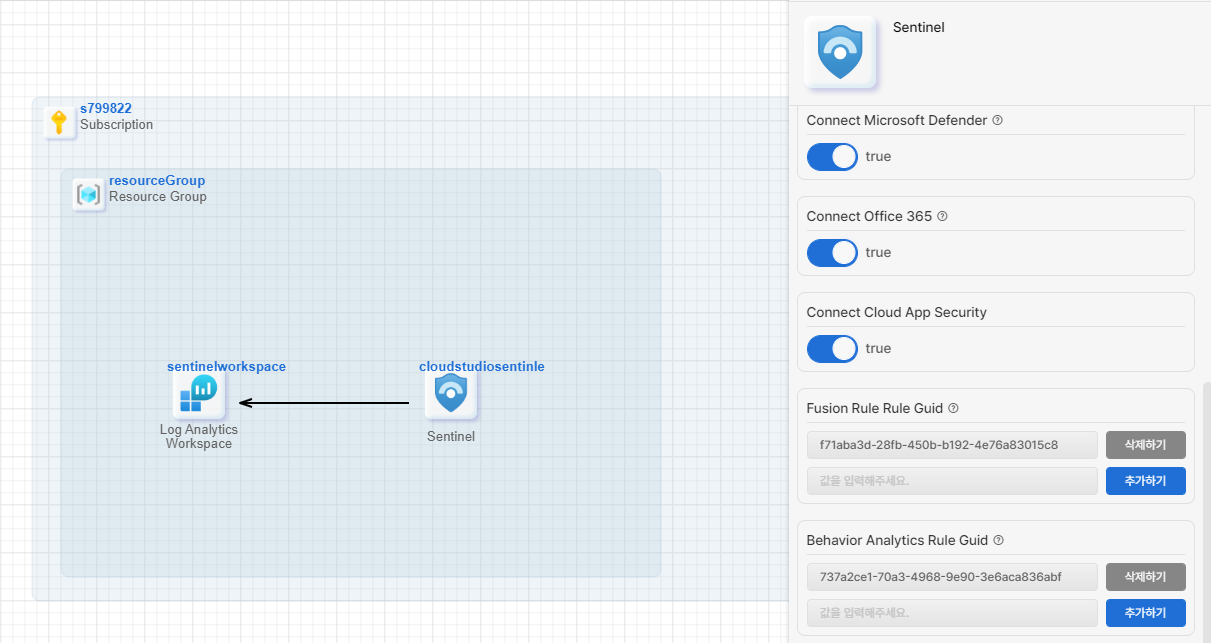 s799822
Subscription
resourceGroup
Resource Group
sentinelworkspace
Log Analytics
Workspace
cloudstudiosentinle
Sentinel
Sentinel
Connect Microsoft Defender
true
Connect Office 365
true
Connect Cloud App Security
true
Fusion Rule Rule Guid
f71aba3d-28fb-450b-b192-4e76a83015c8 삭제하기
값을 입력해주세요. 추가하기
Behavior Analytics Rule Guid
737a2ce1-70a3-4968-9e90-3e6aca836abf 삭제하기
값을 입력해주세요. 추가하기